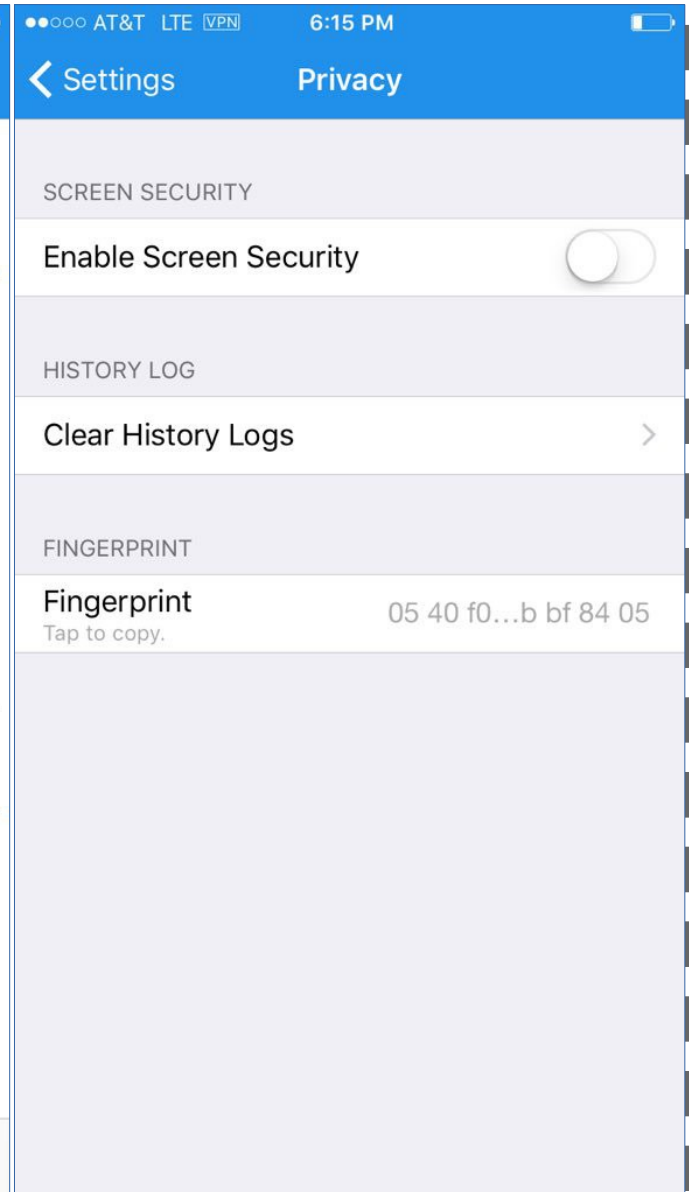 AT&T LTE VPN 6:15 PM
Settings Privacy
SCREEN SECURITY
Enable Screen Security
HISTORY LOG
Clear History Logs
FINGERPRINT
Fingerprint 05 40 f0...b bf 84 05
Tap to copy.